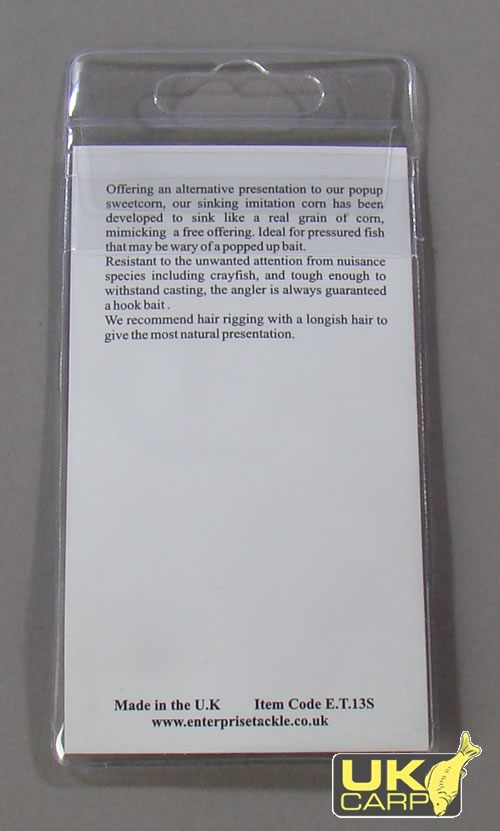 Offering an alternative presentation to our popup
sweetcorn, our sinking imitation corn has been
developed to sink like a real grain of corn,
mimicking a free offering. Ideal for pressured fish
that may be wary of a popped up bait.
Resistant to the unwanted attention from nuisance
species including crayfish, and tough enough to
withstand casting, the angler is always guaranteed
a hook bait .
We recommend hair rigging with a longish hair to
give the most natural presentation.
Made in the U.K Item Code E.T.13S
www.enterprisetackle.co.uk
UK
CARP